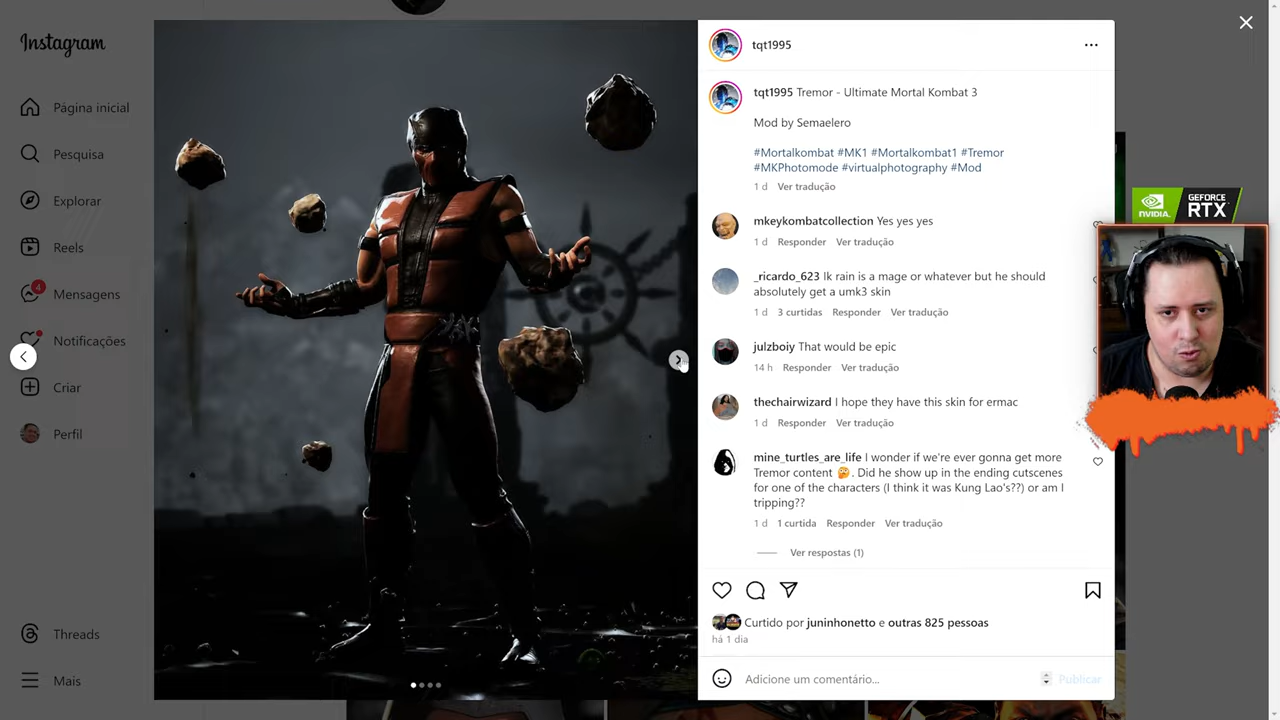 Instagram
Página inicial
Pesquisa
Explorar
Reels
4
Mensagens
Notificações
Criar
Perfil
Threads
Mais
tqt1995
tqt1995 Tremor - Ultimate Mortal Kombat 3
Mod by Semaelero
#Mortalkombat #MK1 #Mortalkombat1 #Tremor
#MKPhotomode #virtualphotography #Mod
1 d Ver tradução
mkeykombatcollection Yes yes yes
1 d Responder Ver tradução
_ricardo_623 Ik rain is a mage or whatever but he should
absolutely get a umk3 skin
1 d 3 curtidas Responder Ver tradução
julzboiy That would be epic
14 h Responder Ver tradução
thechairwizard I hope they have this skin for ermac
1 d Responder Ver tradução
mine_turtles_are_life I wonder if we're ever gonna get more
Tremor content 🤔. Did he show up in the ending cutscenes
for one of the characters (I think it was Kung Lao's??) or am I
tripping??
1 d 1 curtida Responder Ver tradução
Ver respostas (1)
Curtido por juninhonetto e outras 825 pessoas
há 1 dia
Adicione um comentário...
Publicar
NVIDIA.
GEFORCE
RTX